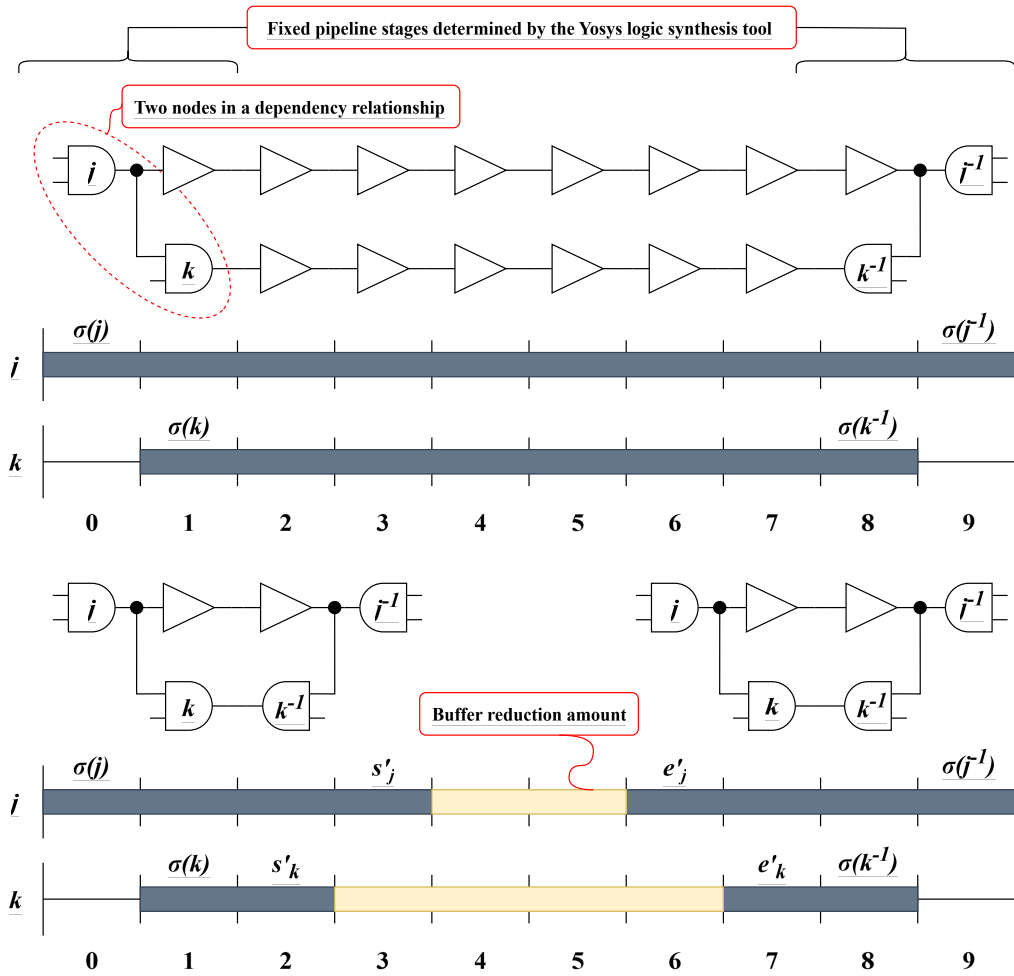 Fixed pipeline stages determined by the Yosys logic synthesis tool
Two nodes in a dependency relationship
j j⁻¹
k k⁻¹
σ(j) σ(j⁻¹)
j
σ(k) σ(k⁻¹)
k
0 1 2 3 4 5 6 7 8 9
j j⁻¹ j j⁻¹
k k⁻¹ k k⁻¹
Buffer reduction amount
σ(j) s'ⱼ e'ⱼ σ(j⁻¹)
j
σ(k) s'ₖ e'ₖ σ(k⁻¹)
k
0 1 2 3 4 5 6 7 8 9